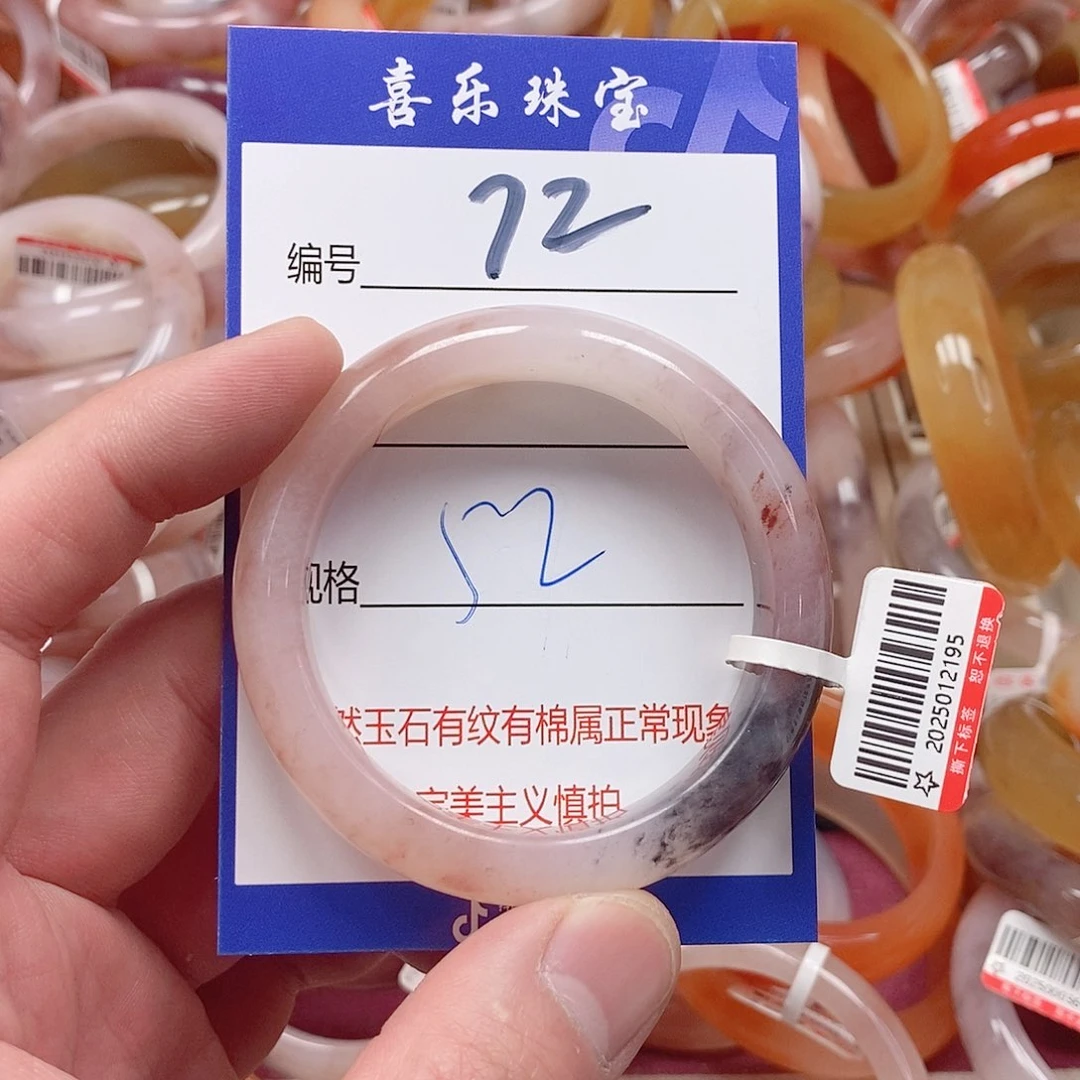 喜乐珠宝
编号 72
规格 52
然玉石有纹有棉属正常现象
完美主义慎拍
2025012195
撕下标签 恕不退换